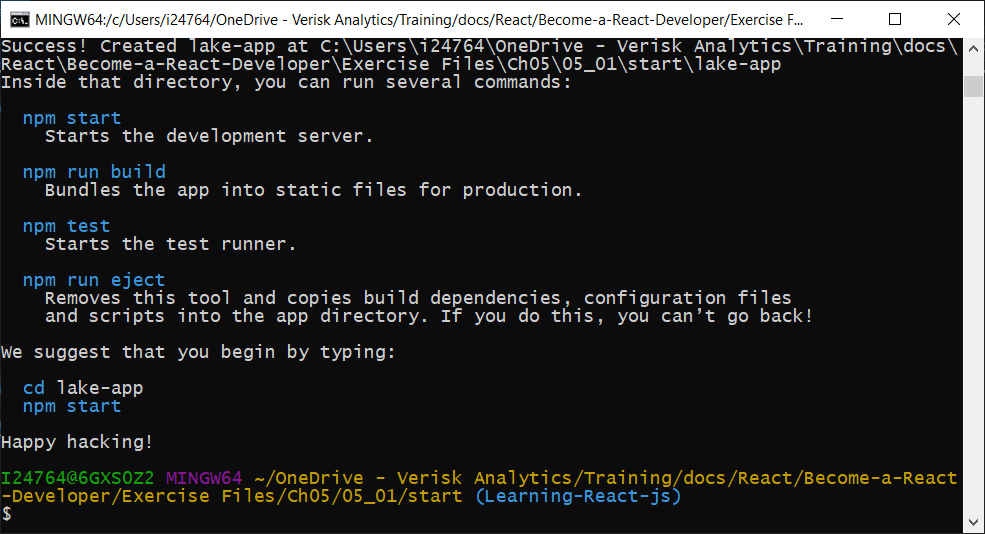 MINGW64:/c/Users/i24764/OneDrive - Verisk Analytics/Training/docs/React/Become-a-React-Developer/Exercise F...
Success! Created lake-app at C:\Users\i24764\OneDrive - Verisk Analytics\Training\docs\
React\Become-a-React-Developer\Exercise Files\Ch05\05_01\start\lake-app
Inside that directory, you can run several commands:
npm start
Starts the development server.
npm run build
Bundles the app into static files for production.
npm test
Starts the test runner.
npm run eject
Removes this tool and copies build dependencies, configuration files
and scripts into the app directory. If you do this, you can’t go back!
We suggest that you begin by typing:
cd lake-app
npm start
Happy hacking!
I24764@6GXSOZ2 MINGW64 ~/OneDrive - Verisk Analytics/Training/docs/React/Become-a-React
-Developer/Exercise Files/Ch05/05_01/start (Learning-React-js)
$